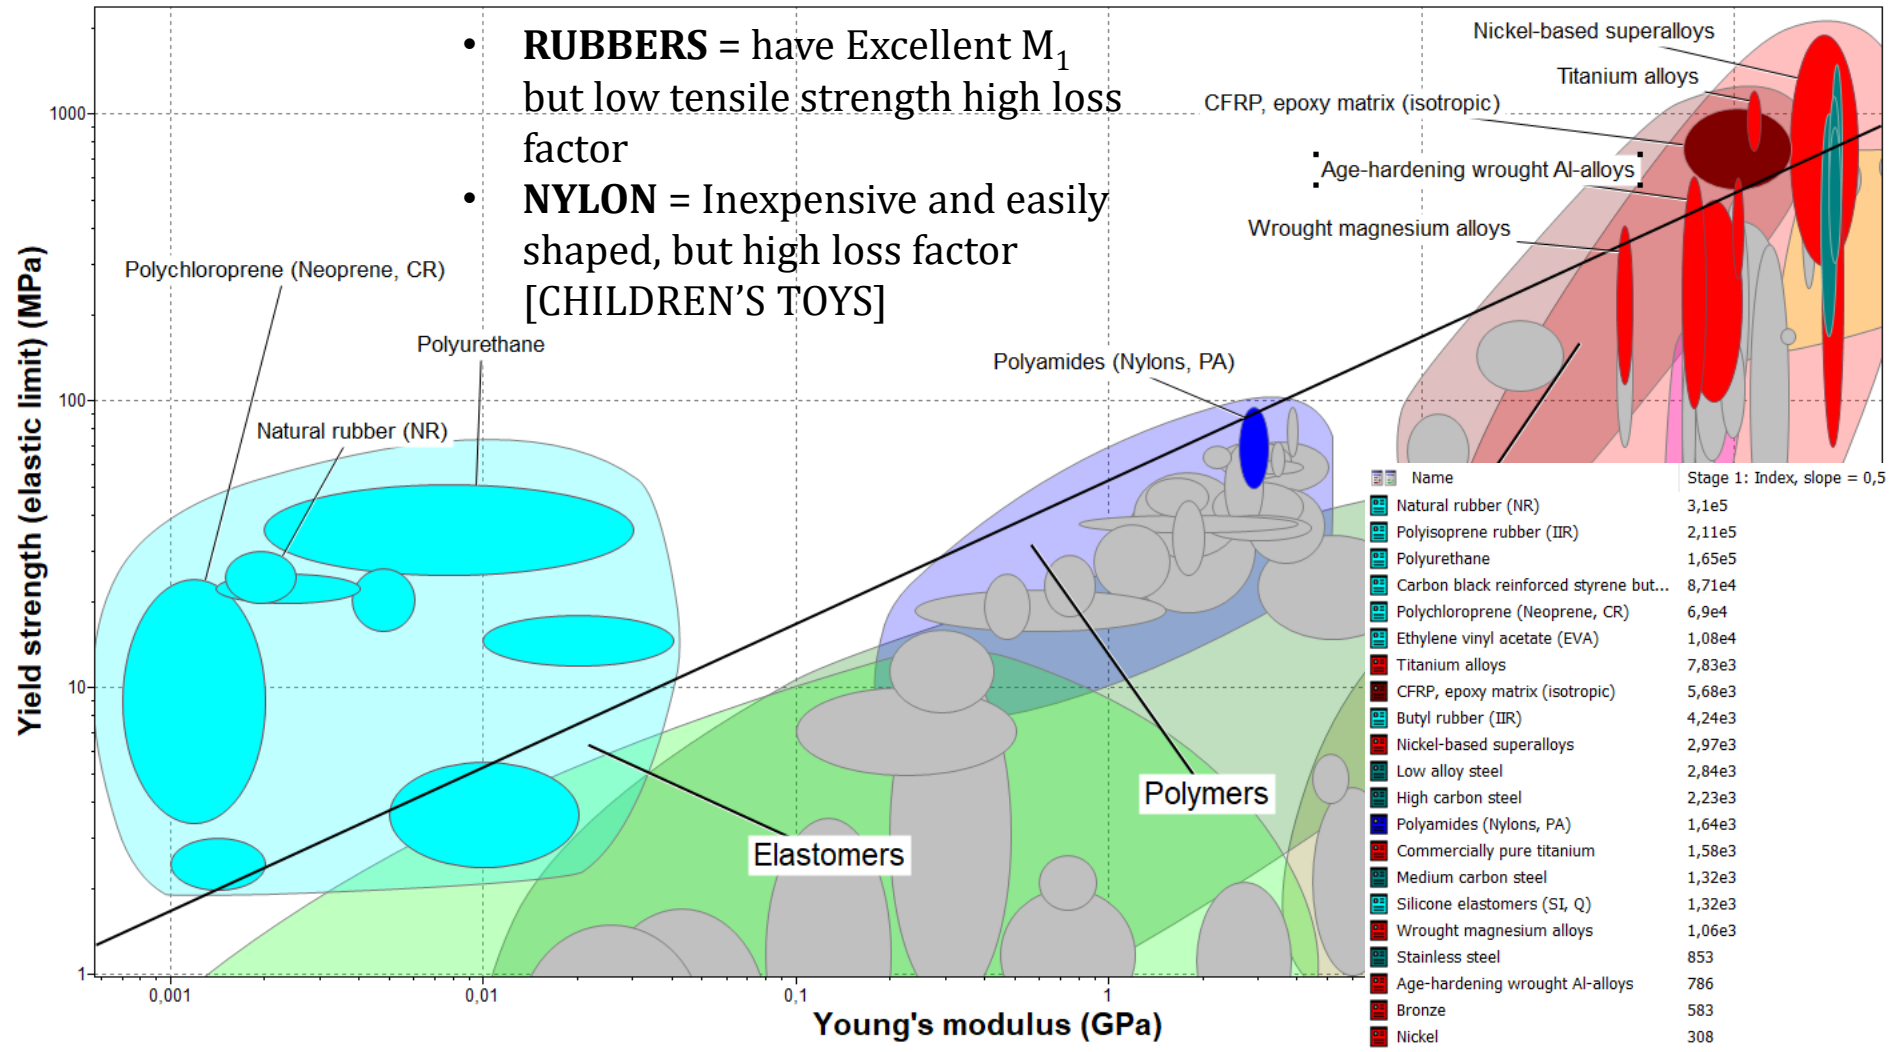 • RUBBERS = have Excellent M1
but low tensile strength high loss
factor
• NYLON = Inexpensive and easily
shaped, but high loss factor
[CHILDREN'S TOYS]
Nickel-based superalloys
Titanium alloys
CFRP, epoxy matrix (isotropic)
Age-hardening wrought Al-alloys
Wrought magnesium alloys
Polychloroprene (Neoprene, CR)
Polyurethane
Natural rubber (NR)
Polyamides (Nylons, PA)
Polymers
Elastomers
Yield strength (elastic limit) (MPa)
1000
100
10
1
0,001
0,01
0,1
1
Young's modulus (GPa)
Name Stage 1: Index, slope = 0,5
Natural rubber (NR) 3,1e5
Polyisoprene rubber (IIR) 2,11e5
Polyurethane 1,65e5
Carbon black reinforced styrene but... 8,71e4
Polychloroprene (Neoprene, CR) 6,9e4
Ethylene vinyl acetate (EVA) 1,08e4
Titanium alloys 7,83e3
CFRP, epoxy matrix (isotropic) 5,68e3
Butyl rubber (IIR) 4,24e3
Nickel-based superalloys 2,97e3
Low alloy steel 2,84e3
High carbon steel 2,23e3
Polyamides (Nylons, PA) 1,64e3
Commercially pure titanium 1,58e3
Medium carbon steel 1,32e3
Silicone elastomers (SI, Q) 1,32e3
Wrought magnesium alloys 1,06e3
Stainless steel 853
Age-hardening wrought Al-alloys 786
Bronze 583
Nickel 308